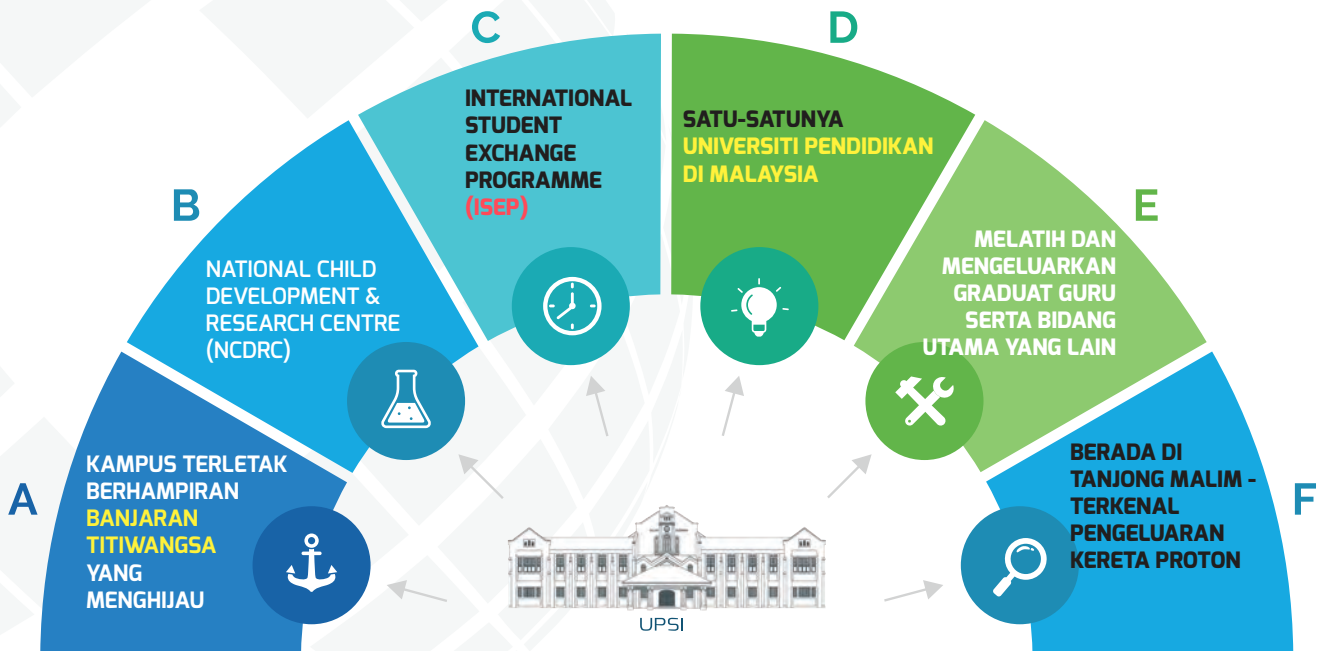 A
KAMPUS TERLETAK
BERHAMPIRAN
BANJARAN
TITIWANGSA
YANG
MENGHIJAU
B
NATIONAL CHILD
DEVELOPMENT &
RESEARCH CENTRE
(NCDRC)
C
INTERNATIONAL
STUDENT
EXCHANGE
PROGRAMME
(ISEP)
D
SATU-SATUNYA
UNIVERSITI PENDIDIKAN
DI MALAYSIA
E
MELATIH DAN
MENGELUARKAN
GRADUAT GURU
SERTA BIDANG
UTAMA YANG LAIN
F
BERADA DI
TANJONG MALIM -
TERKENAL
PENGELUARAN
KERETA PROTON
UPSI